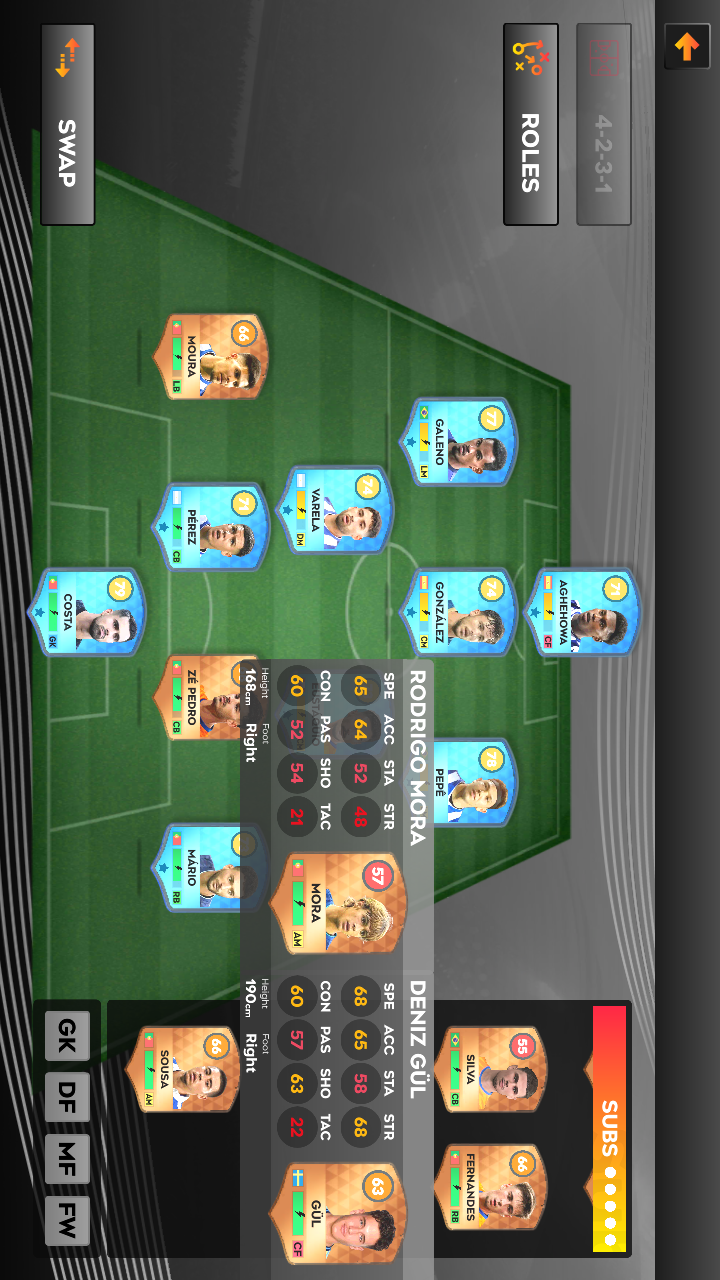 4-2-3-1
ROLES
SWAP
71
AGHEHOWA
CF
77
GALENO
LM
74
GONZÁLEZ
CM
78
PEPÊ
74
VARELA
DM
66
MOURA
LB
71
PÉREZ
CB
ZÉ PEDRO
CB
MÁRIO
RB
79
COSTA
GK
RODRIGO MORA
SPE ACC STA STR
65 64 52 48
CON PAS SHO TAC
60 52 54 21
Height Foot
168cm Right
57
MORA
AM
DENIZ GÜL
SPE ACC STA STR
68 65 58 68
CON PAS SHO TAC
60 57 63 22
Height Foot
190cm Right
63
GÜL
CF
SUBS
55
SILVA
CB
66
FERNANDES
RB
66
SOUSA
AM
GK DF MF FW